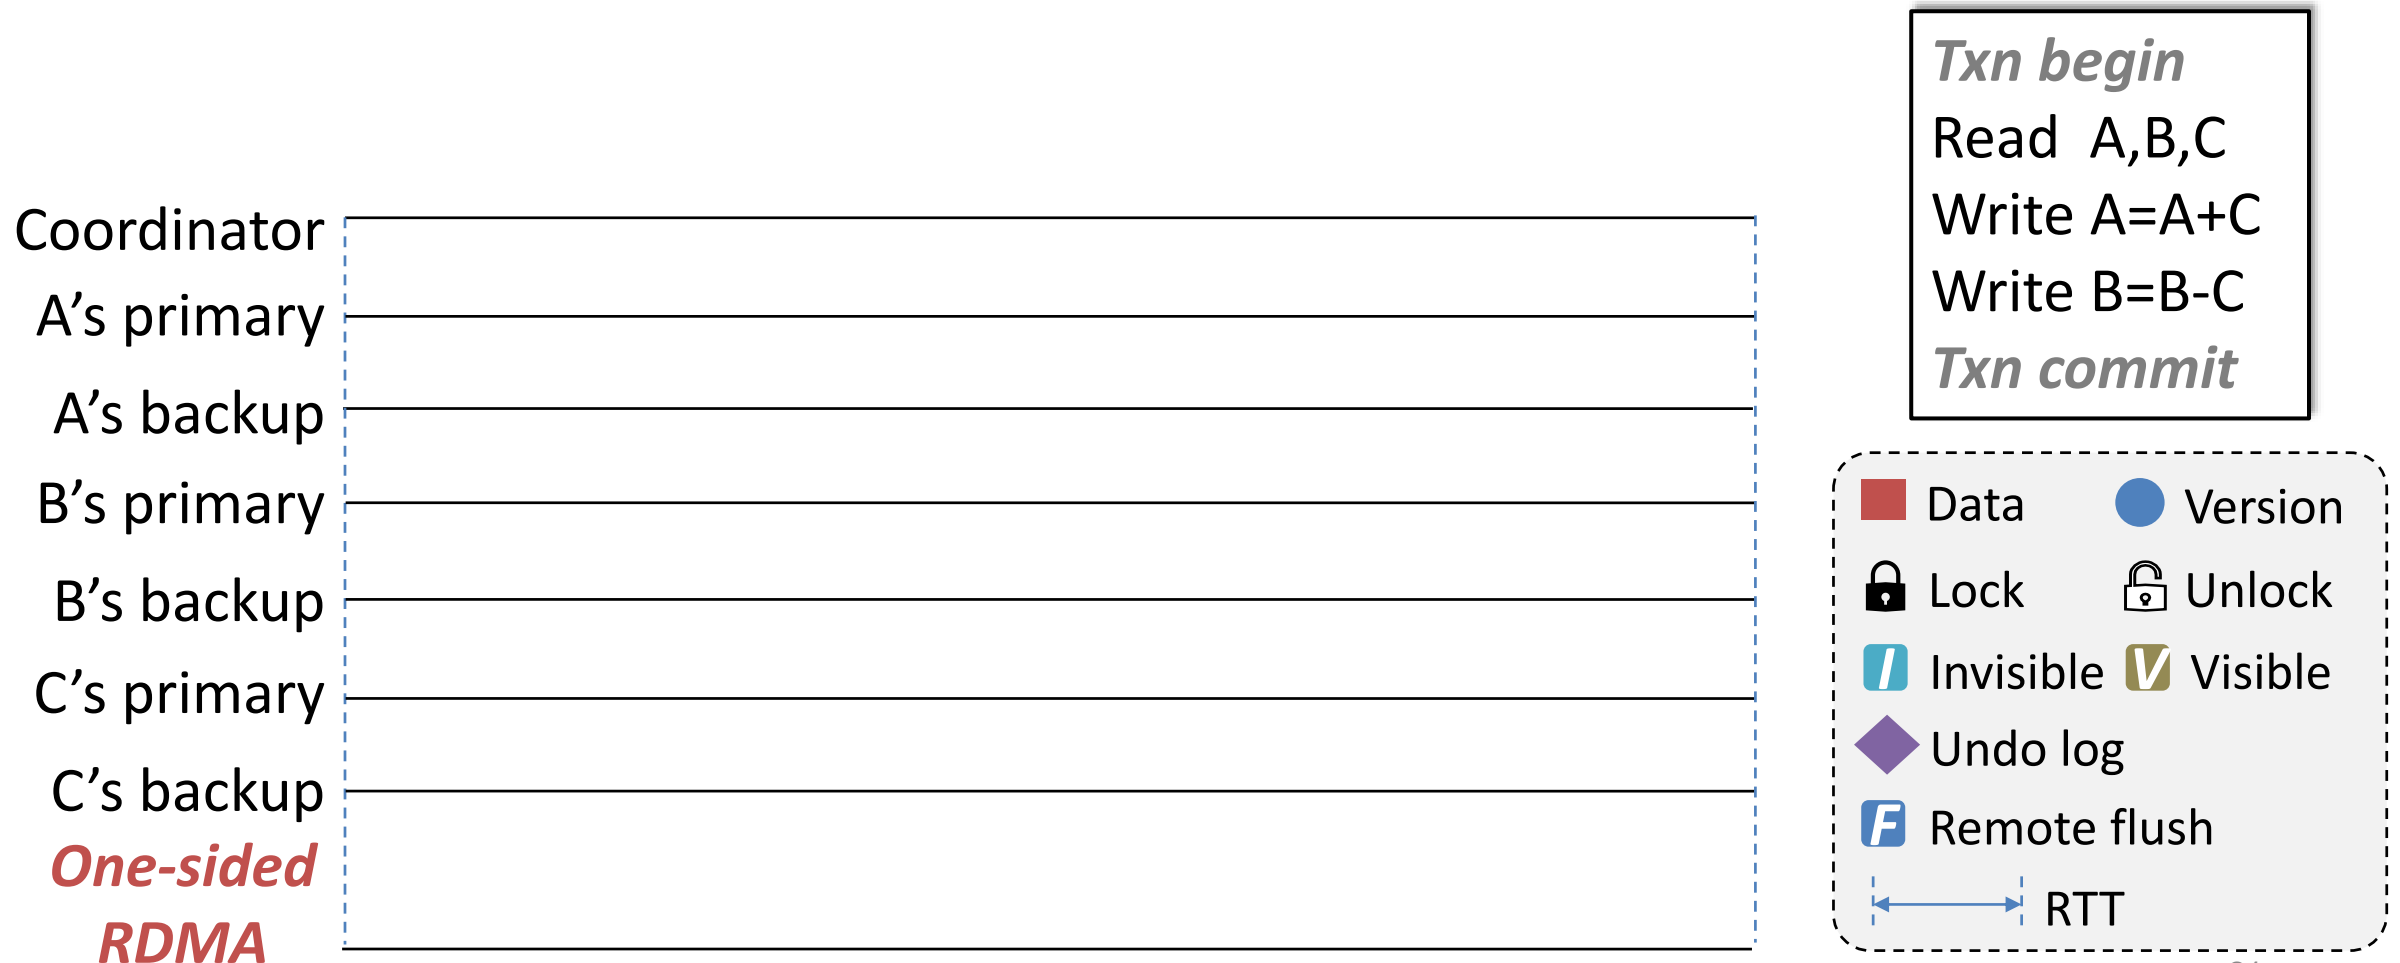 Txn begin
Read A,B,C
Write A=A+C
Write B=B-C
Txn commit
Coordinator
A’s primary
A’s backup
B’s primary
B’s backup
C’s primary
C’s backup
One-sided
RDMA
Data
Version
Lock
Unlock
I Invisible
V Visible
Undo log
F Remote flush
RTT